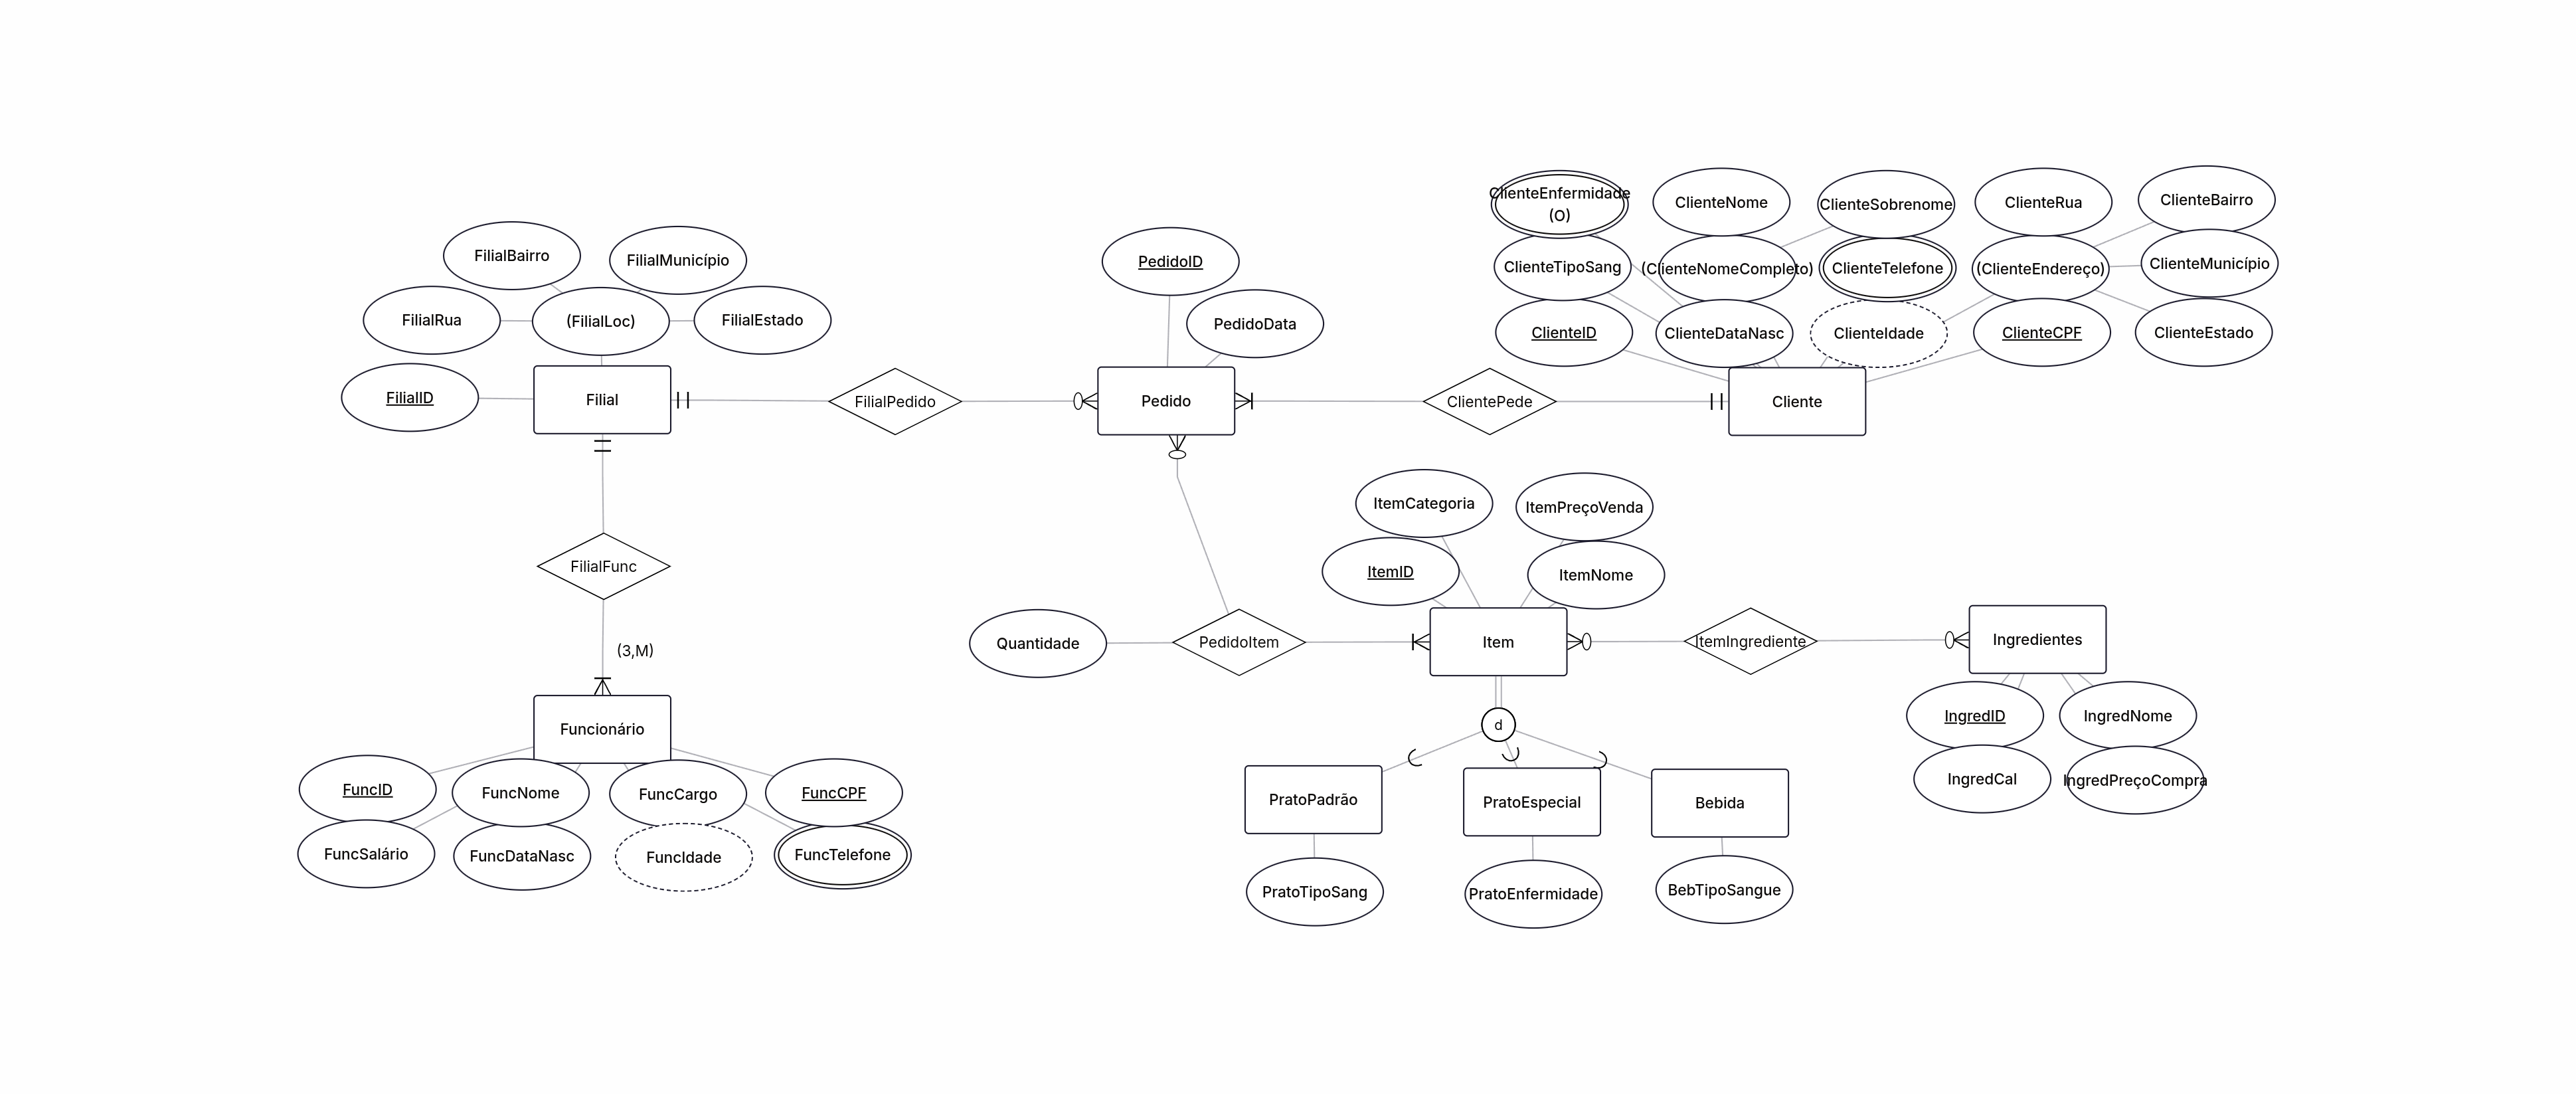 ClienteEnfermidade
(O)
ClienteNome
ClienteSobrenome
ClienteRua
ClienteBairro
FilialBairro
FilialMunicípio
PedidoID
ClienteTipoSang
(ClienteNomeCompleto)
ClienteTelefone
(ClienteEndereço)
ClienteMunicípio
FilialRua
(FilialLoc)
FilialEstado
PedidoData
ClienteID
ClienteDataNasc
ClienteIdade
ClienteCPF
ClienteEstado
FilialID
Filial
FilialPedido
Pedido
ClientePede
Cliente
ItemCategoria
ItemPreçoVenda
FilialFunc
ItemID
ItemNome
(3,M)
Quantidade
PedidoItem
Item
ItemIngrediente
Ingredientes
Funcionário
d
IngredID
IngredNome
FuncID
FuncNome
FuncCargo
FuncCPF
PratoPadrão
PratoEspecial
Bebida
IngredCal
IngredPreçoCompra
FuncSalário
FuncDataNasc
FuncIdade
FuncTelefone
PratoTipoSang
PratoEnfermidade
BebTipoSangue